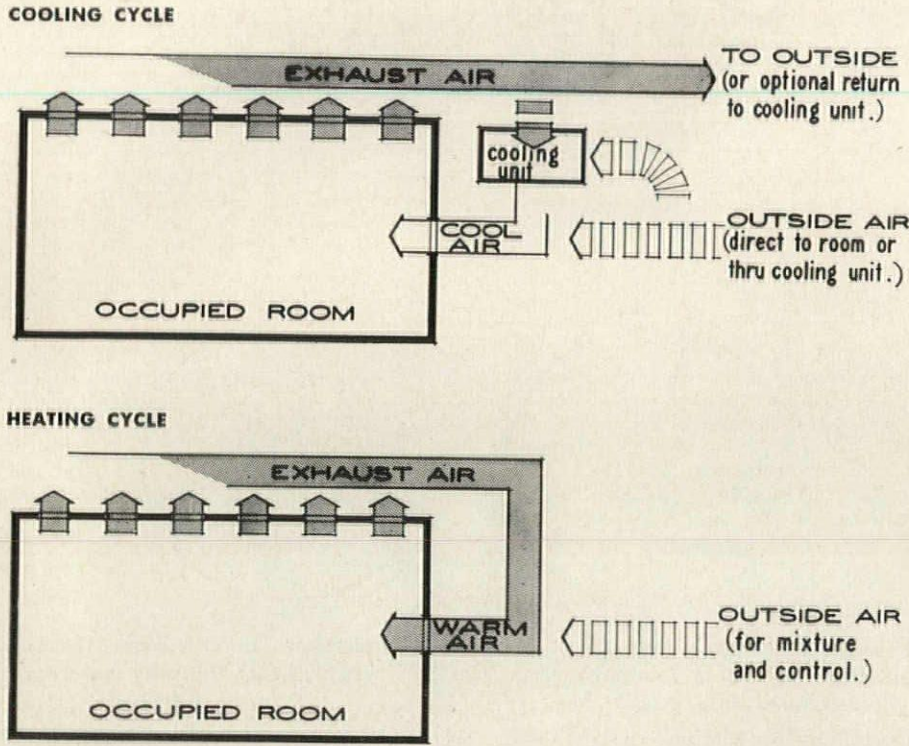 COOLING CYCLE
EXHAUST AIR
TO OUTSIDE
(or optional return
to cooling unit.)
cooling
unit
COOL
AIR
OUTSIDE AIR
(direct to room or
thru cooling unit.)
OCCUPIED ROOM
HEATING CYCLE
EXHAUST AIR
WARM
AIR
OUTSIDE AIR
(for mixture
and control.)
OCCUPIED ROOM